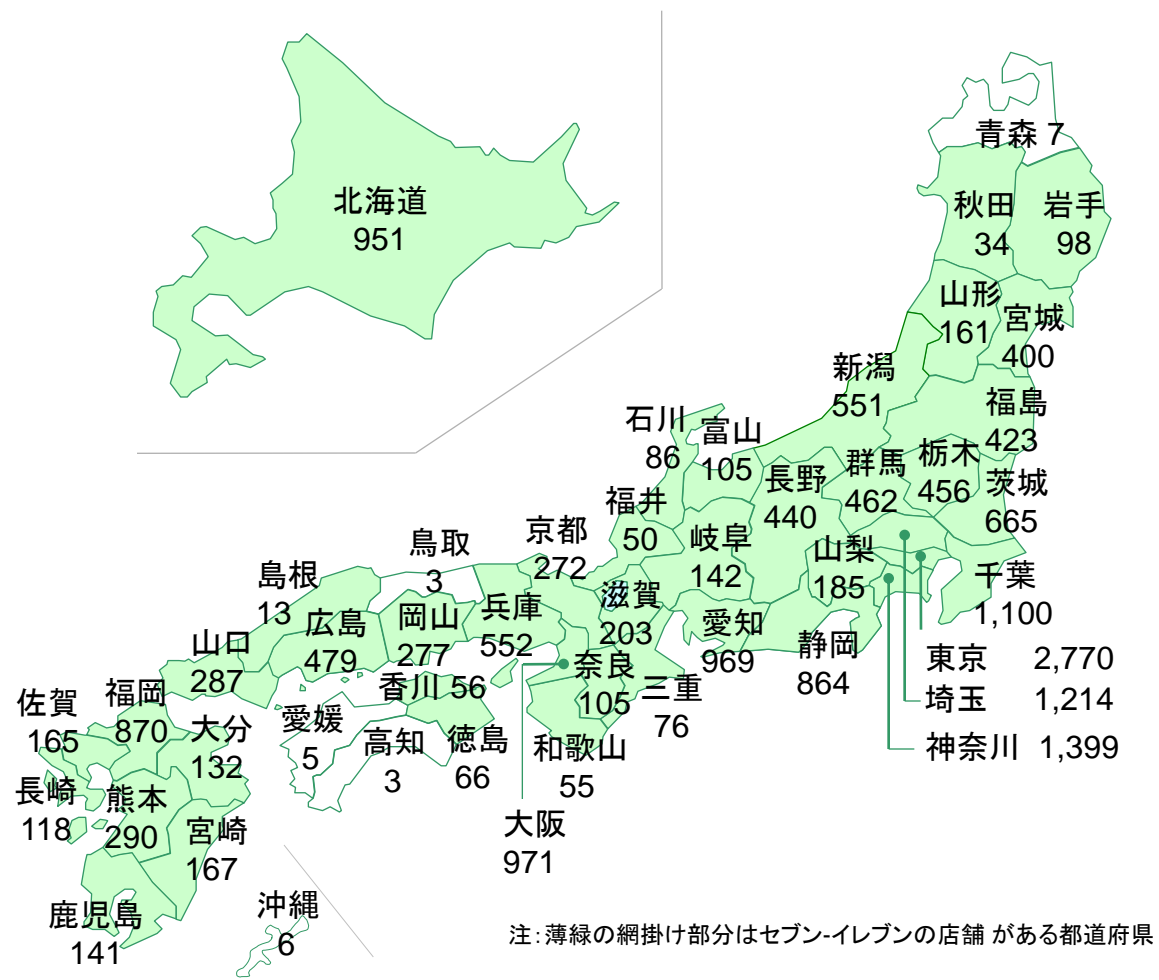 北海道
951
青森 7
秋田
34
岩手
98
山形
161
宮城
400
新潟
551
福島
423
石川
86
富山
105
長野
440
群馬
462
栃木
456
茨城
665
福井
50
岐阜
142
山梨
185
千葉
1,100
鳥取
3
京都
272
島根
13
広島
479
岡山
277
兵庫
552
滋賀
203
愛知
969
静岡
864
東京 2,770
埼玉 1,214
神奈川 1,399
山口
287
香川 56
奈良
105
三重
76
佐賀
165
福岡
870
大分
132
愛媛
5
高知
3
徳島
66
和歌山
55
長崎
118
熊本
290
宮崎
167
大阪
971
鹿児島
141
沖縄
6
注:薄緑の網掛け部分はセブン-イレブンの店舗 がある都道府県